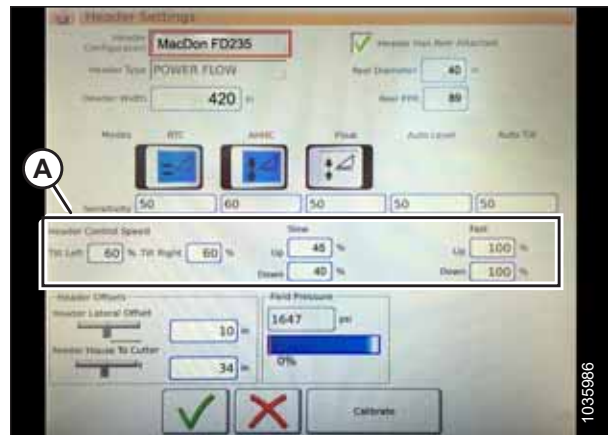 Header Settings
Header Configuration MacDon FD235
Header Has Reel Attached
Header Type POWER FLOW
Reel Diameter 40 in
Header Width 420 in
Reel PPR 89
Modes RTC AHHC Float Auto Level Auto Tilt
A
Sensitivity 50 60 50 50 50
Header Control Speed Slow Fast
Tilt Left 60 % Tilt Right 60 % Up 46 % Up 100 %
Down 40 % Down 100 %
Header Offsets Field Pressure
Header Lateral Offset
10 in 1647 psi
Feeder House To Cutter
34 in 0%
Calibrate
1035986